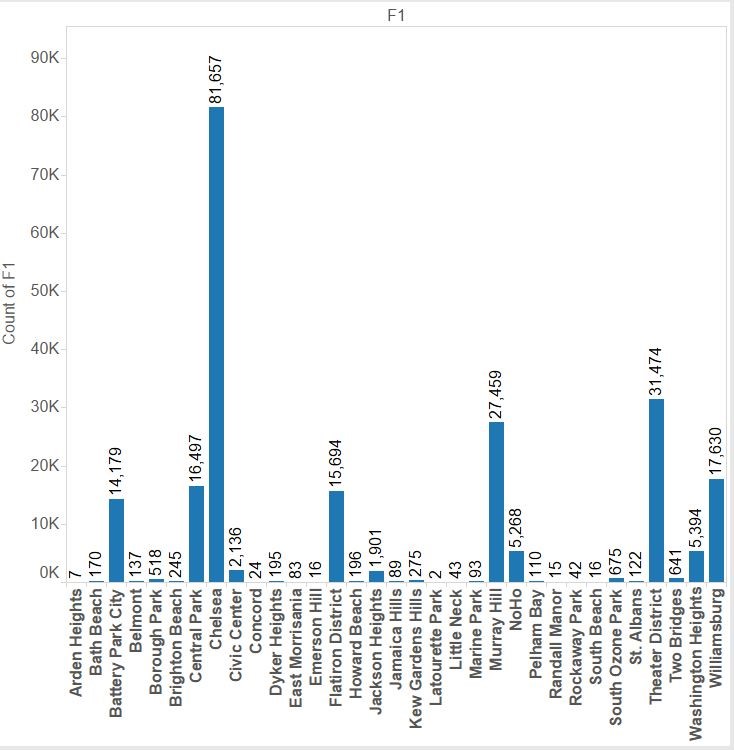 F1
Count of F1
90K
80K
70K
60K
50K
40K
30K
20K
10K
0K
7
170
14,179
137
518
245
16,497
81,657
2,136
24
195
83
16
15,694
196
1,901
89
275
2
43
93
27,459
5,268
110
15
42
16
675
122
31,474
641
5,394
17,630
Arden Heights
Bath Beach
Battery Park City
Belmont
Borough Park
Brighton Beach
Central Park
Chelsea
Civic Center
Concord
Dyker Heights
East Morrisania
Emerson Hill
Flatiron District
Howard Beach
Jackson Heights
Jamaica Hills
Kew Gardens Hills
Latourette Park
Little Neck
Marine Park
Murray Hill
NoHo
Pelham Bay
Randall Manor
Rockaway Park
South Beach
South Ozone Park
St. Albans
Theater District
Two Bridges
Washington Heights
Williamsburg